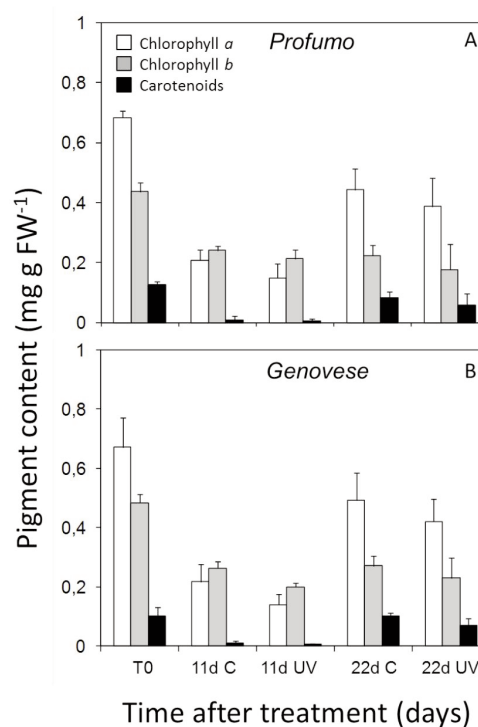 1
Profumo A
Chlorophyll a
Chlorophyll b
Carotenoids
0,8
0,6
0,4
0,2
0
1
Genovese B
0,8
0,6
0,4
0,2
0
T0 11d C 11d UV 22d C 22d UV
Pigment content (mg g FW⁻¹)
Time after treatment (days)